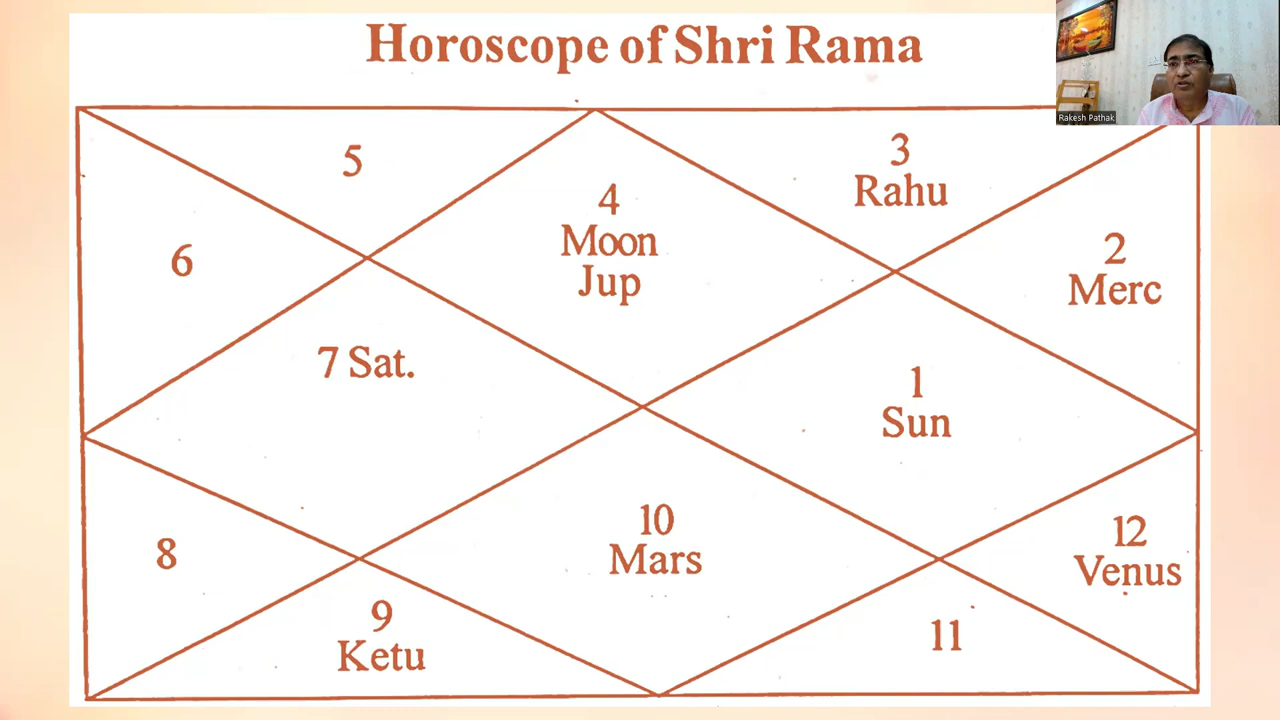 Horoscope of Shri Rama
Rakesh Pathak
5
3
Rahu
4
Moon
Jup
6
2
Merc
7 Sat.
1
Sun
10
Mars
8
12
Venus
9
Ketu
11